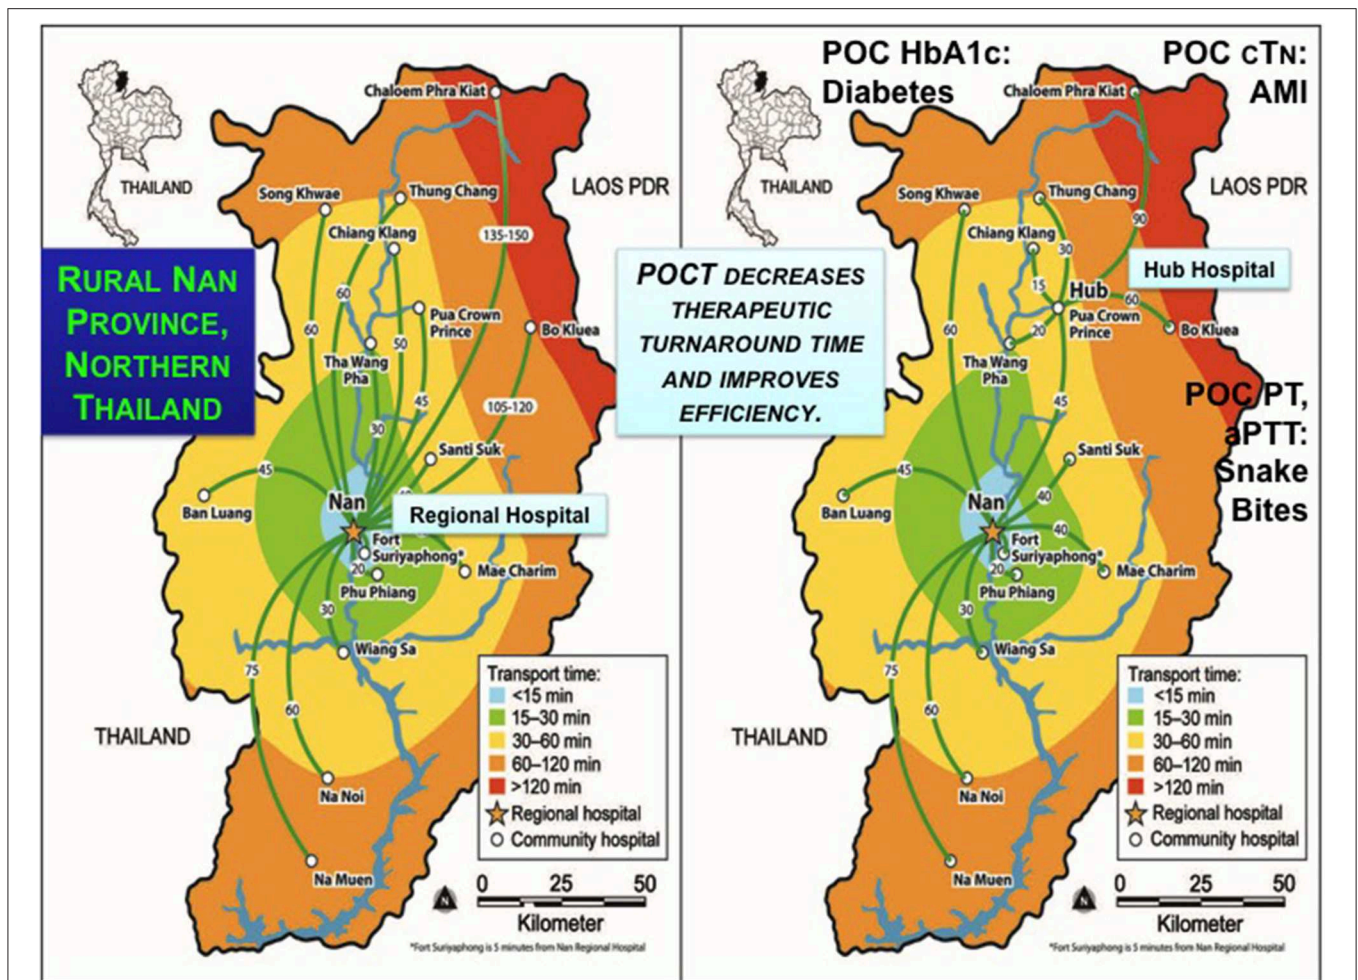 Chaloem Phra Kiat
THAILAND
LAOS PDR
Song Khwae
Thung Chang
Chiang Klang
135-150
RURAL NAN
PROVINCE,
NORTHERN
THAILAND
60
60
Pua Crown
Prince
Bo Kluea
50
Tha Wang
Pha
45
105-120
30
Santi Suk
45
Nan
Ban Luang
Regional Hospital
Fort
Suriyaphong*
20
Mae Charim
Phu Phiang
30
Wiang Sa
75
60
THAILAND
Na Noi
Na Muen
Transport time:
<15 min
15–30 min
30–60 min
60–120 min
>120 min
Regional hospital
Community hospital
N
0 25 50
Kilometer
*Fort Suriyaphong is 5 minutes from Nan Regional Hospital
POC HbA1c:
Diabetes
POC cTn:
AMI
Chaloem Phra Kiat
THAILAND
LAOS PDR
Song Khwae
Thung Chang
90
Chiang Klang
30
POCT DECREASES
THERAPEUTIC
TURNAROUND TIME
AND IMPROVES
EFFICIENCY.
Hub Hospital
15
Hub
60
60
20
Pua Crown
Prince
Bo Kluea
Tha Wang
Pha
45
POC PT,
aPTT:
Snake
Bites
Santi Suk
45
40
Nan
Ban Luang
40
Fort
Suriyaphong*
20
Mae Charim
Phu Phiang
30
Wiang Sa
75
60
THAILAND
Na Noi
Na Muen
Transport time:
<15 min
15–30 min
30–60 min
60–120 min
>120 min
Regional hospital
Community hospital
N
0 25 50
Kilometer
*Fort Suriyaphong is 5 minutes from Nan Regional Hospital